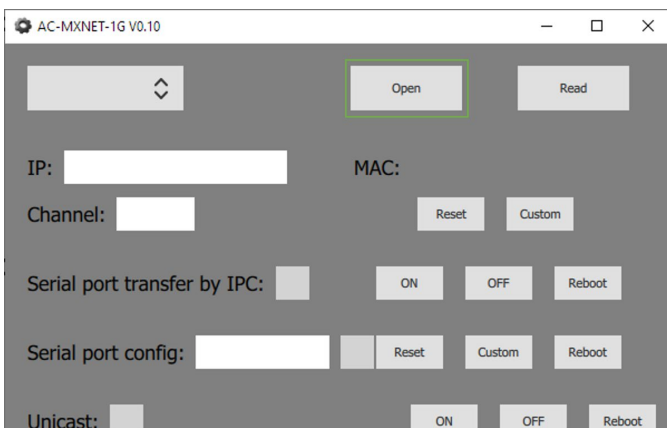 AC-MXNET-1G V0.10
Open Read
IP: MAC:
Channel: Reset Custom
Serial port transfer by IPC: ON OFF Reboot
Serial port config: Reset Custom Reboot
Unicast: ON OFF Reboot